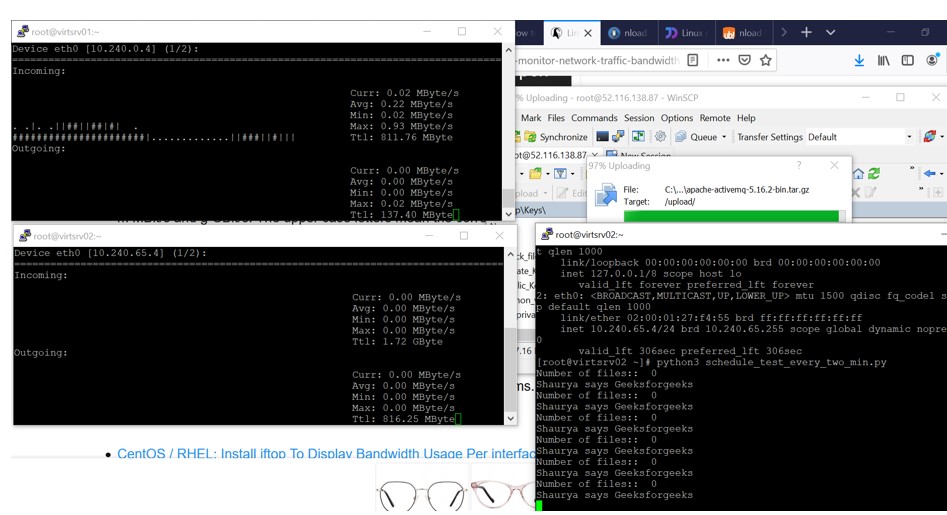 root@virtsrv01:~
Device eth0 [10.240.0.4] (1/2):
Incoming:
Curr: 0.02 MByte/s
Avg: 0.22 MByte/s
Min: 0.02 MByte/s
Max: 0.93 MByte/s
Ttl: 811.76 MByte
Outgoing:
Curr: 0.00 MByte/s
Avg: 0.00 MByte/s
Min: 0.00 MByte/s
Max: 0.02 MByte/s
Ttl: 137.40 MByte
root@virtsrv02:~
Device eth0 [10.240.65.4] (1/2):
Incoming:
Curr: 0.00 MByte/s
Avg: 0.00 MByte/s
Min: 0.00 MByte/s
Max: 0.00 MByte/s
Ttl: 1.72 GByte
Outgoing:
Curr: 0.00 MByte/s
Avg: 0.00 MByte/s
Min: 0.00 MByte/s
Max: 0.00 MByte/s
Ttl: 816.25 MByte
ms.
• CentOS / RHEL: Install iftop To Display Bandwidth Usage Per interfac
Lin nload Linux nload
-monitor-network-traffic-bandwidth
% Uploading - root@52.116.138.87 - WinSCP
Mark Files Commands Session Options Remote Help
Synchronize Queue Transfer Settings Default
ot@52.116.138.87 New Session
pload Edit
p\Keys\
97% Uploading
File: C:\...\apache-activemq-5.16.2-bin.tar.gz
Target: /upload/
root@virtsrv02:~
t qlen 1000
link/loopback 00:00:00:00:00:00 brd 00:00:00:00:00:00
inet 127.0.0.1/8 scope host lo
valid_lft forever preferred_lft forever
2: eth0: <BROADCAST,MULTICAST,UP,LOWER_UP> mtu 1500 qdisc fq_codel s
p default qlen 1000
link/ether 02:00:01:27:f4:55 brd ff:ff:ff:ff:ff:ff
inet 10.240.65.4/24 brd 10.240.65.255 scope global dynamic nopre
0
valid_lft 306sec preferred_lft 306sec
[root@virtsrv02 ~]# python3 schedule_test_every_two_min.py
Number of files:: 0
Shaurya says Geeksforgeeks
Number of files:: 0
Shaurya says Geeksforgeeks
Number of files:: 0
Shaurya says Geeksforgeeks
Number of files:: 0
Shaurya says Geeksforgeeks
Number of files:: 0
Shaurya says Geeksforgeeks
Number of files:: 0
Shaurya says Geeksforgeeks